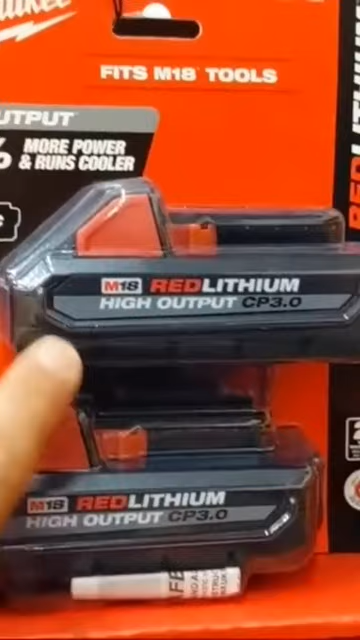 FITS M18 TOOLS
MORE POWER
& RUNS COOLER
M18 REDLITHIUM
HIGH OUTPUT CP3.0
M18 REDLITHIUM
HIGH OUTPUT CP3.0